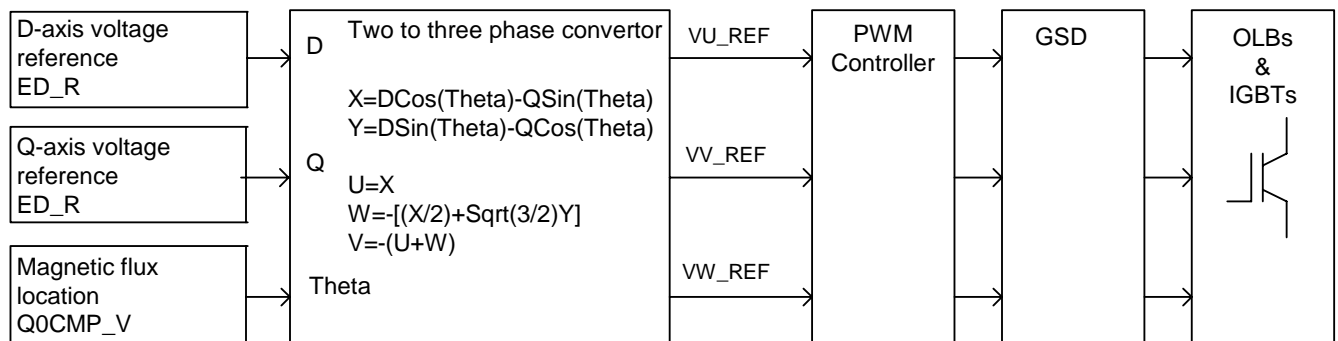 D-axis voltage
reference
ED_R
Q-axis voltage
reference
ED_R
Magnetic flux
location
Q0CMP_V
Two to three phase convertor
D
X=DCos(Theta)-QSin(Theta)
Y=DSin(Theta)-QCos(Theta)
Q
U=X
W=-[(X/2)+Sqrt(3/2)Y]
V=-(U+W)
Theta
VU_REF
VV_REF
VW_REF
PWM
Controller
GSD
OLBs
&
IGBTs